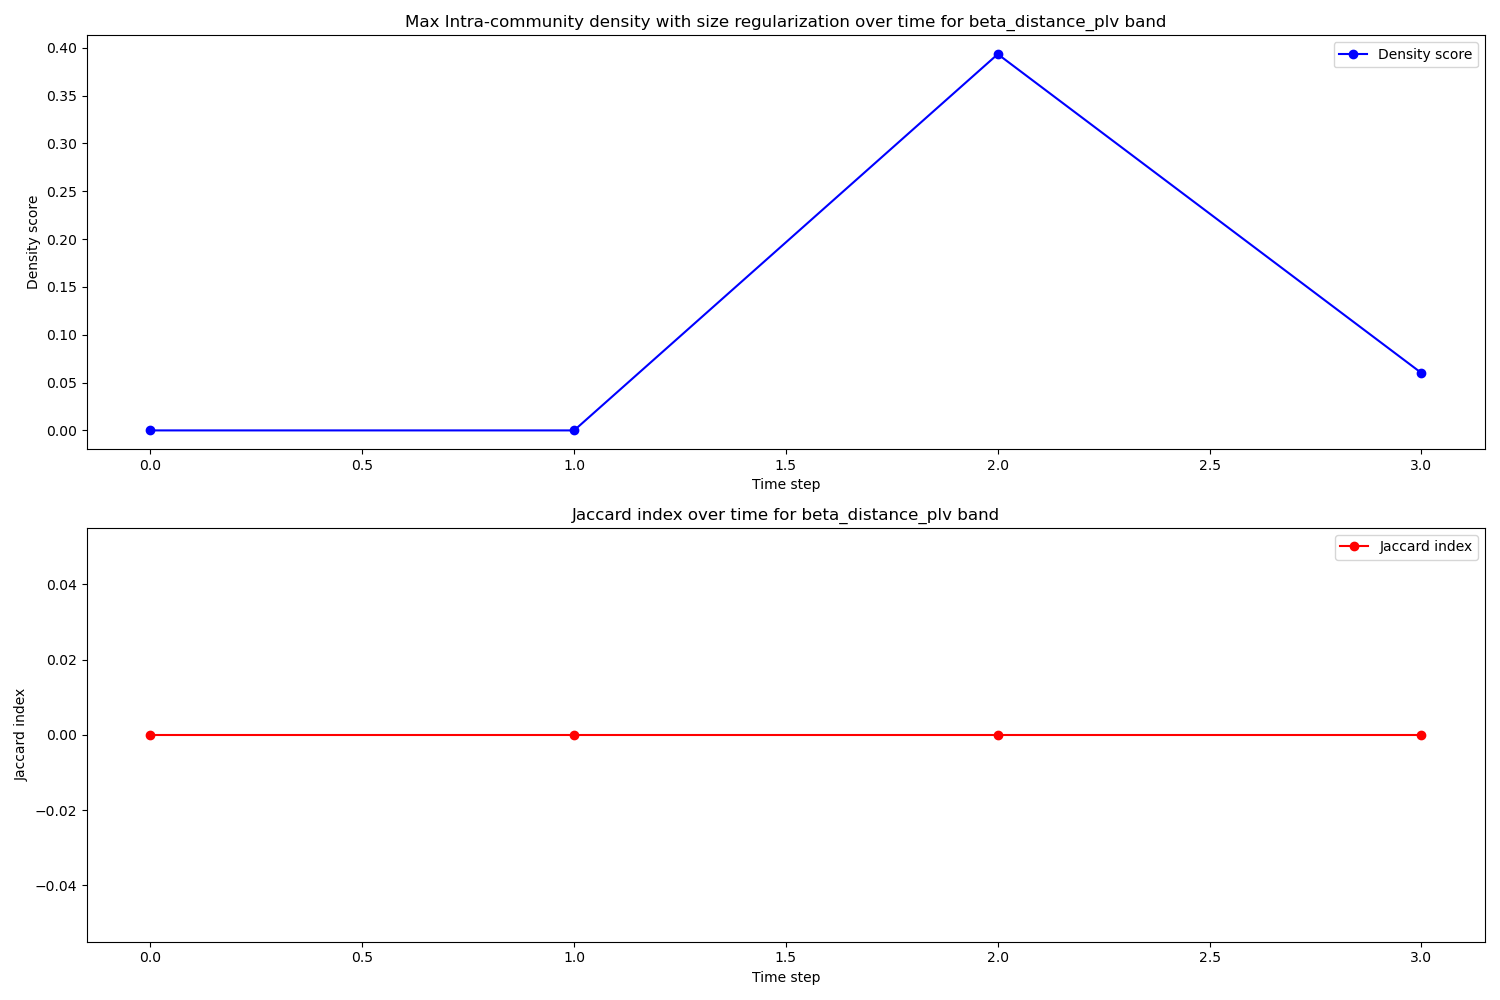 Max Intra-community density with size regularization over time for beta_distance_plv band
Density score
0.40
0.35
0.30
0.25
0.20
0.15
0.10
0.05
0.00
Density score
0.0 0.5 1.0 1.5 2.0 2.5 3.0
Time step
Jaccard index over time for beta_distance_plv band
Jaccard index
0.04
0.02
0.00
−0.02
−0.04
Jaccard index
0.0 0.5 1.0 1.5 2.0 2.5 3.0
Time step